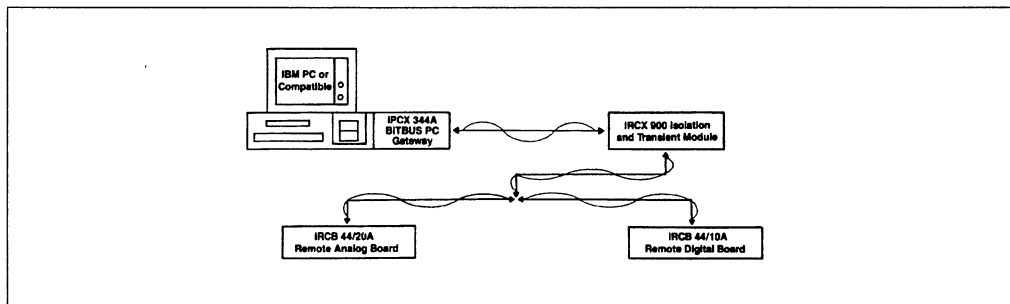 IBM PC or
Compatible
iPCX 344A
BITBUS PC
Gateway
iRCX 900 Isolation
and Transient Module
iRCB 44/20A
Remote Analog Board
iRCB 44/10A
Remote Digital Board